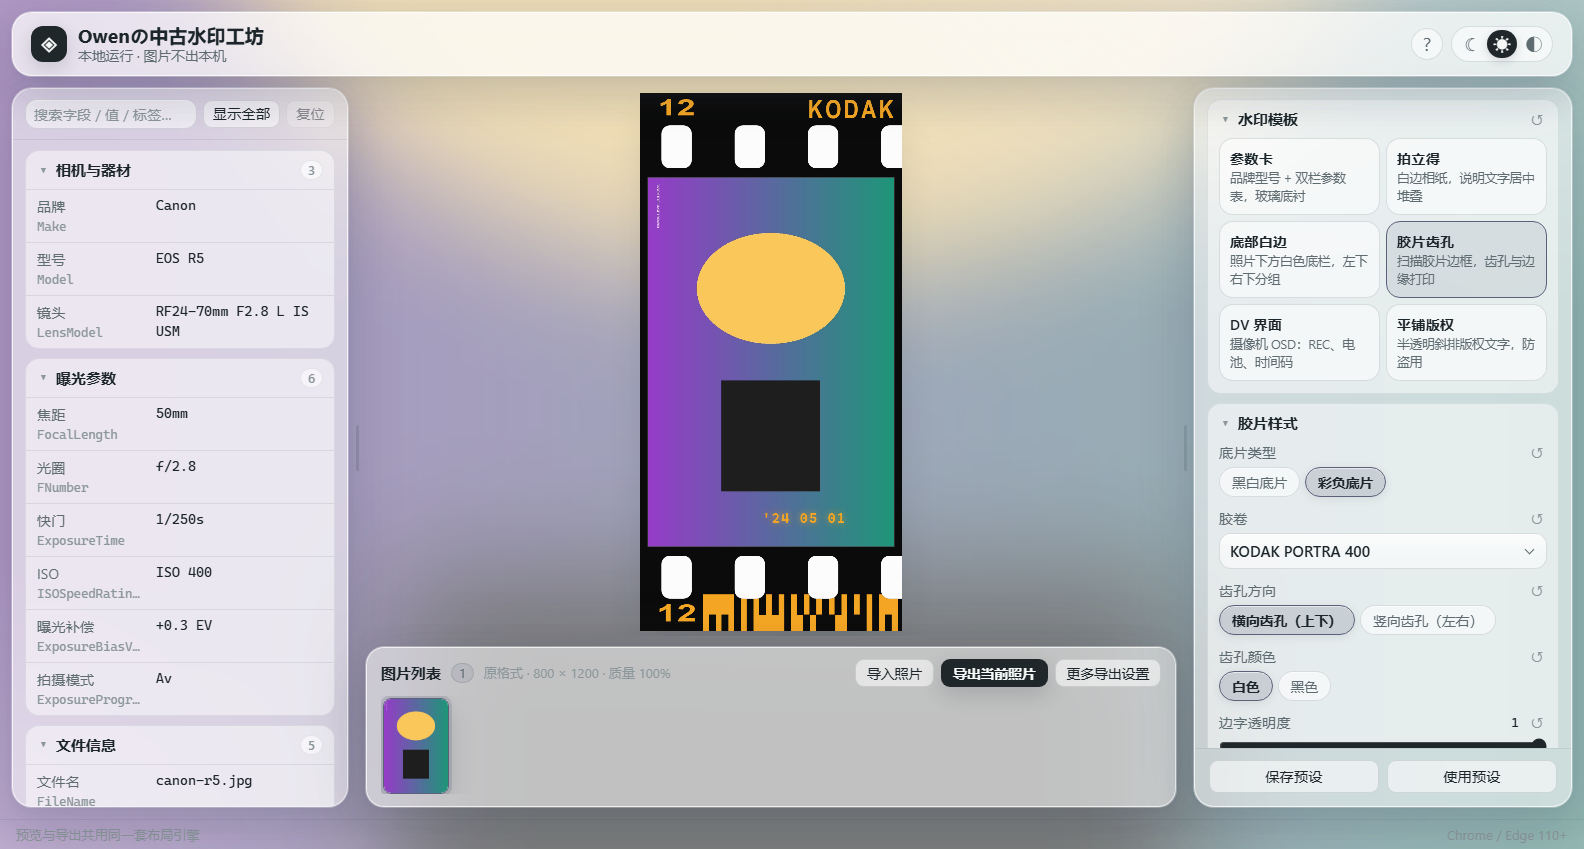 Owenの中古水印工坊
本地运行 · 图片不出本机
?
搜索字段 / 值 / 标签...
显示全部
复位
相机与器材
3
品牌
Canon
Make
型号
EOS R5
Model
镜头
RF24-70mm F2.8 L IS
USM
LensModel
曝光参数
6
焦距
50mm
FocalLength
光圈
f/2.8
FNumber
快门
1/250s
ExposureTime
ISO
ISO 400
ISOSpeedRatin…
曝光补偿
+0.3 EV
ExposureBiasV…
拍摄模式
Av
ExposureProgr…
文件信息
5
文件名
canon-r5.jpg
FileName
12
KODAK
'24 05 01
12
图片列表
1
原格式 · 800 × 1200 · 质量 100%
导入照片
导出当前照片
更多导出设置
水印模板
参数卡
品牌型号 + 双栏参数
表，玻璃底衬
拍立得
白边相纸，说明文字居中
堆叠
底部白边
照片下方白色底栏，左下
右下分组
胶片齿孔
扫描胶片边框，齿孔与边
缘打印
DV 界面
摄像机 OSD：REC、电
池、时间码
平铺版权
半透明斜排版权文字，防
盗用
胶片样式
底片类型
黑白底片
彩负底片
胶卷
KODAK PORTRA 400
齿孔方向
横向齿孔（上下）
竖向齿孔（左右）
齿孔颜色
白色
黑色
边字透明度
1
保存预设
使用预设
预览与导出共用同一套布局引擎
Chrome / Edge 110+